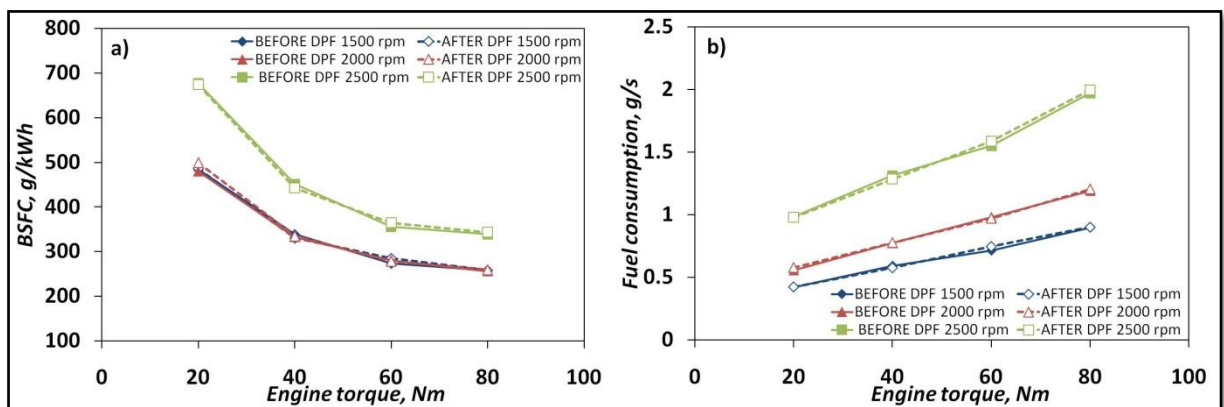 a)
BEFORE DPF 1500 rpm AFTER DPF 1500 rpm
BEFORE DPF 2000 rpm AFTER DPF 2000 rpm
BEFORE DPF 2500 rpm AFTER DPF 2500 rpm
BSFC, g/kWh
800
700
600
500
400
300
200
100
0 20 40 60 80 100
Engine torque, Nm
b)
Fuel consumption, g/s
2.5
2
1.5
1
0.5
0
BEFORE DPF 1500 rpm AFTER DPF 1500 rpm
BEFORE DPF 2000 rpm AFTER DPF 2000 rpm
BEFORE DPF 2500 rpm AFTER DPF 2500 rpm
0 20 40 60 80 100
Engine torque, Nm